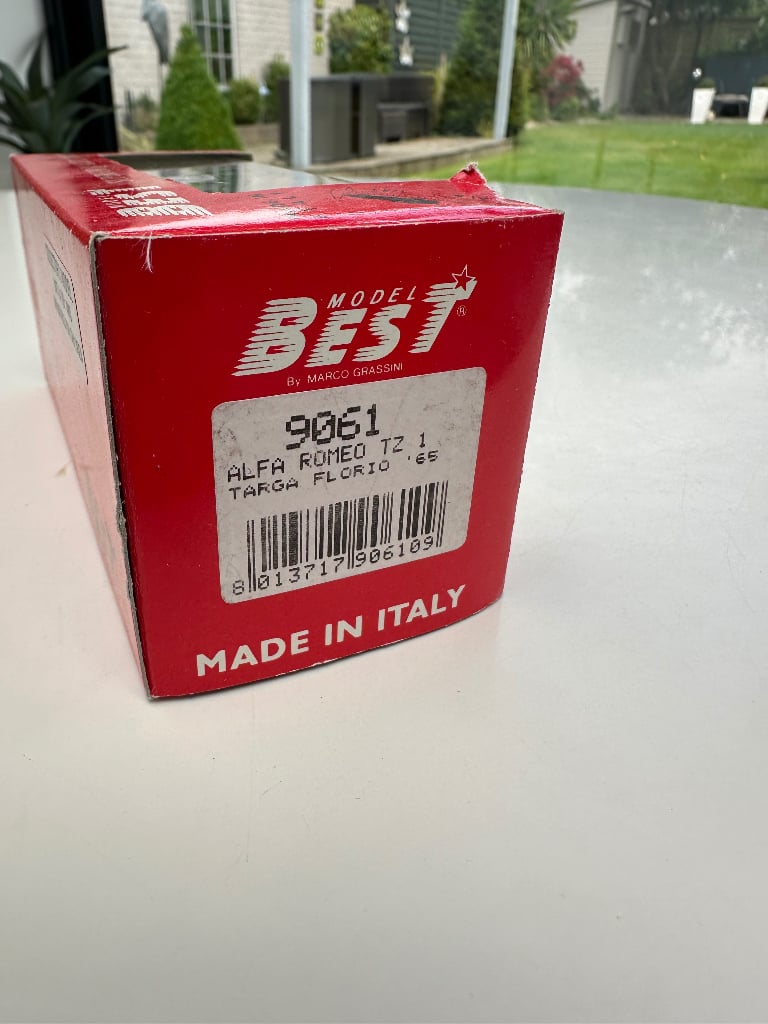 MODEL
BEST®
By MARCO GRASSINI
9061
ALFA ROMEO TZ 1
TARGA FLORIO '65
8 013717 906109
MADE IN ITALY